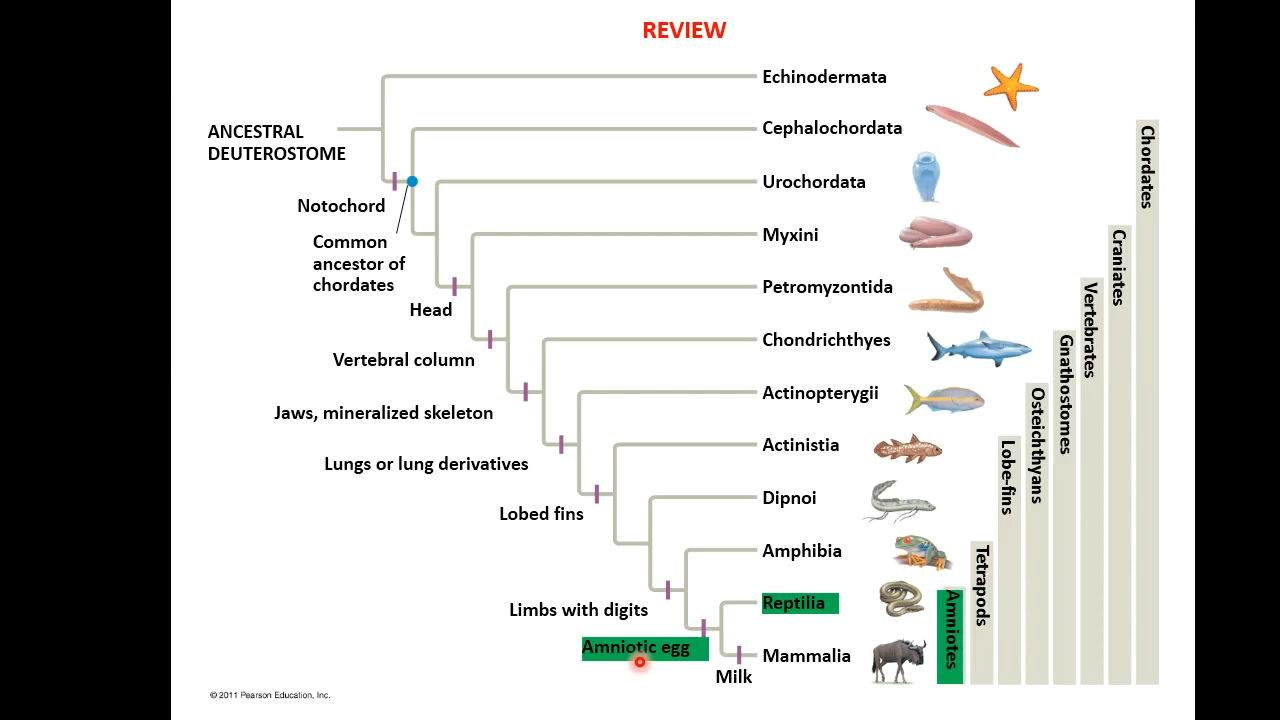 REVIEW
Echinodermata
ANCESTRAL
DEUTEROSTOME
Cephalochordata
Urochordata
Notochord
Common
ancestor of
chordates
Myxini
Petromyzontida
Head
Chondrichthyes
Vertebral column
Actinopterygii
Jaws, mineralized skeleton
Actinistia
Lungs or lung derivatives
Dipnoi
Lobed fins
Amphibia
Limbs with digits
Reptilia
Amniotic egg
Mammalia
Milk
Amniotes
Tetrapods
Lobe-fins
Osteichthyans
Gnathostomes
Vertebrates
Craniates
Chordates
© 2011 Pearson Education, Inc.